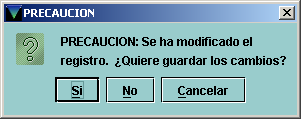 PRECAUCION
PRECAUCION: Se ha modificado el
registro. ¿Quiere guardar los cambios?
Si
No
Cancelar